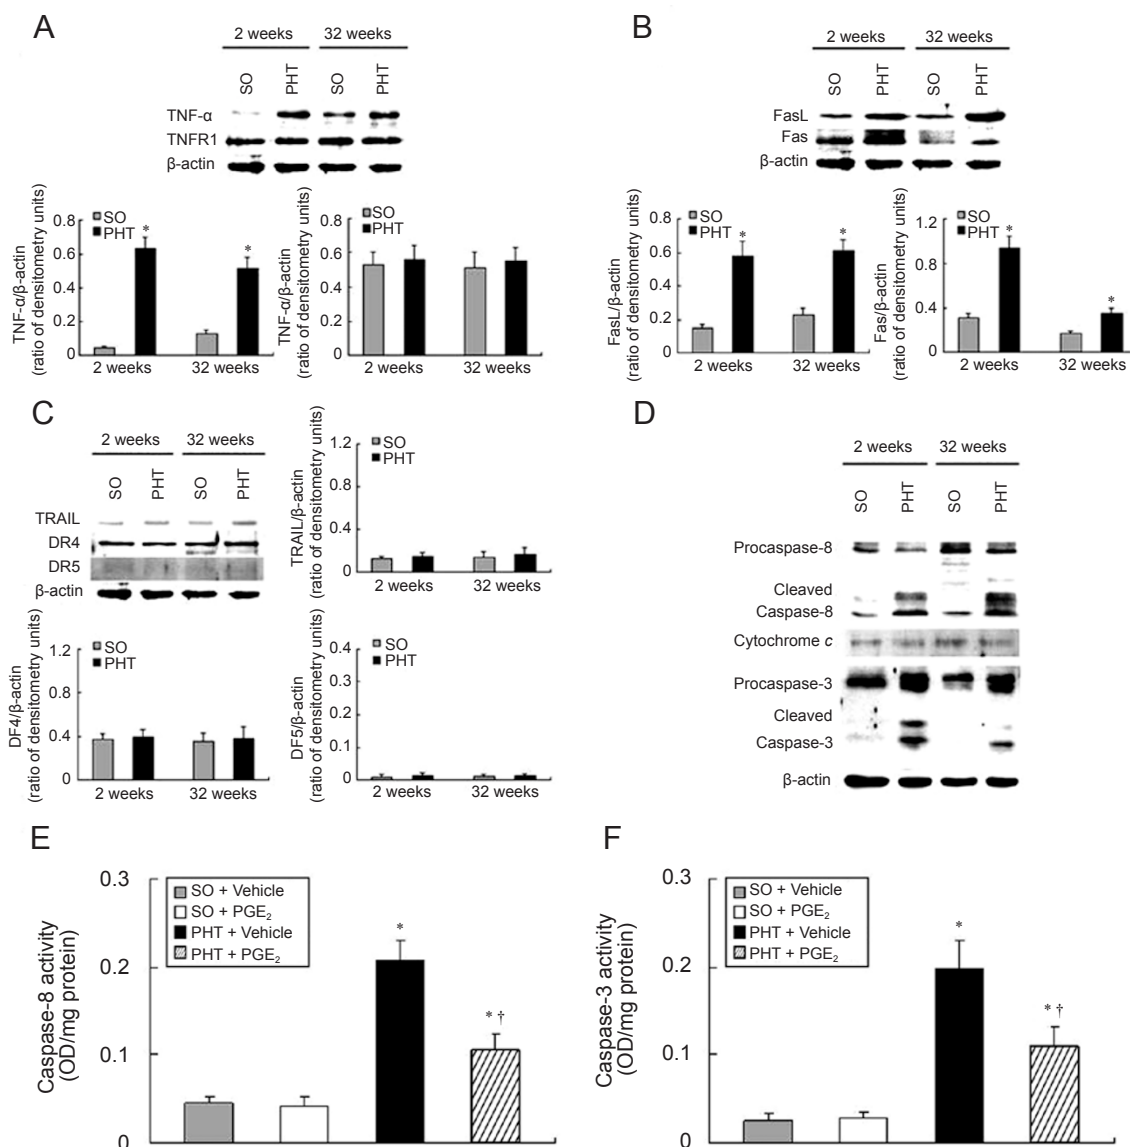 A
2 weeks 32 weeks
SO PHT SO PHT
TNF-α
TNFR1
β-actin
TNF-α/β-actin
(ratio of densitometry units)
0.8
0.6
0.4
0.2
0
SO
PHT
*
*
2 weeks 32 weeks
TNF-α/β-actin
(ratio of densitometry units)
0.8
0.6
0.4
0.2
0
SO
PHT
2 weeks 32 weeks
B
2 weeks 32 weeks
SO PHT SO PHT
FasL
Fas
β-actin
FasL/β-actin
(ratio of densitometry units)
0.8
0.6
0.4
0.2
0
SO
PHT
*
*
2 weeks 32 weeks
Fas/β-actin
(ratio of densitometry units)
1.2
0.8
0.4
0
SO
PHT
*
*
2 weeks 32 weeks
C
2 weeks 32 weeks
SO PHT SO PHT
TRAIL
DR4
DR5
β-actin
TRAIL/β-actin
(ratio of densitometry units)
1.2
0.8
0.4
0
SO
PHT
2 weeks 32 weeks
DF4/β-actin
(ratio of densitometry units)
1.2
0.8
0.4
0
SO
PHT
2 weeks 32 weeks
DF5/β-actin
(ratio of densitometry units)
0.4
0.3
0.2
0.1
0
SO
PHT
2 weeks 32 weeks
D
2 weeks 32 weeks
SO PHT SO PHT
Procaspase-8
Cleaved
Caspase-8
Cytochrome c
Procaspase-3
Cleaved
Caspase-3
β-actin
E
Caspase-8 activity
(OD/mg protein)
0.3
0.2
0.1
0
SO + Vehicle
SO + PGE₂
PHT + Vehicle
PHT + PGE₂
*
* †
F
Caspase-3 activity
(OD/mg protein)
0.3
0.2
0.1
0
SO + Vehicle
SO + PGE₂
PHT + Vehicle
PHT + PGE₂
*
* †